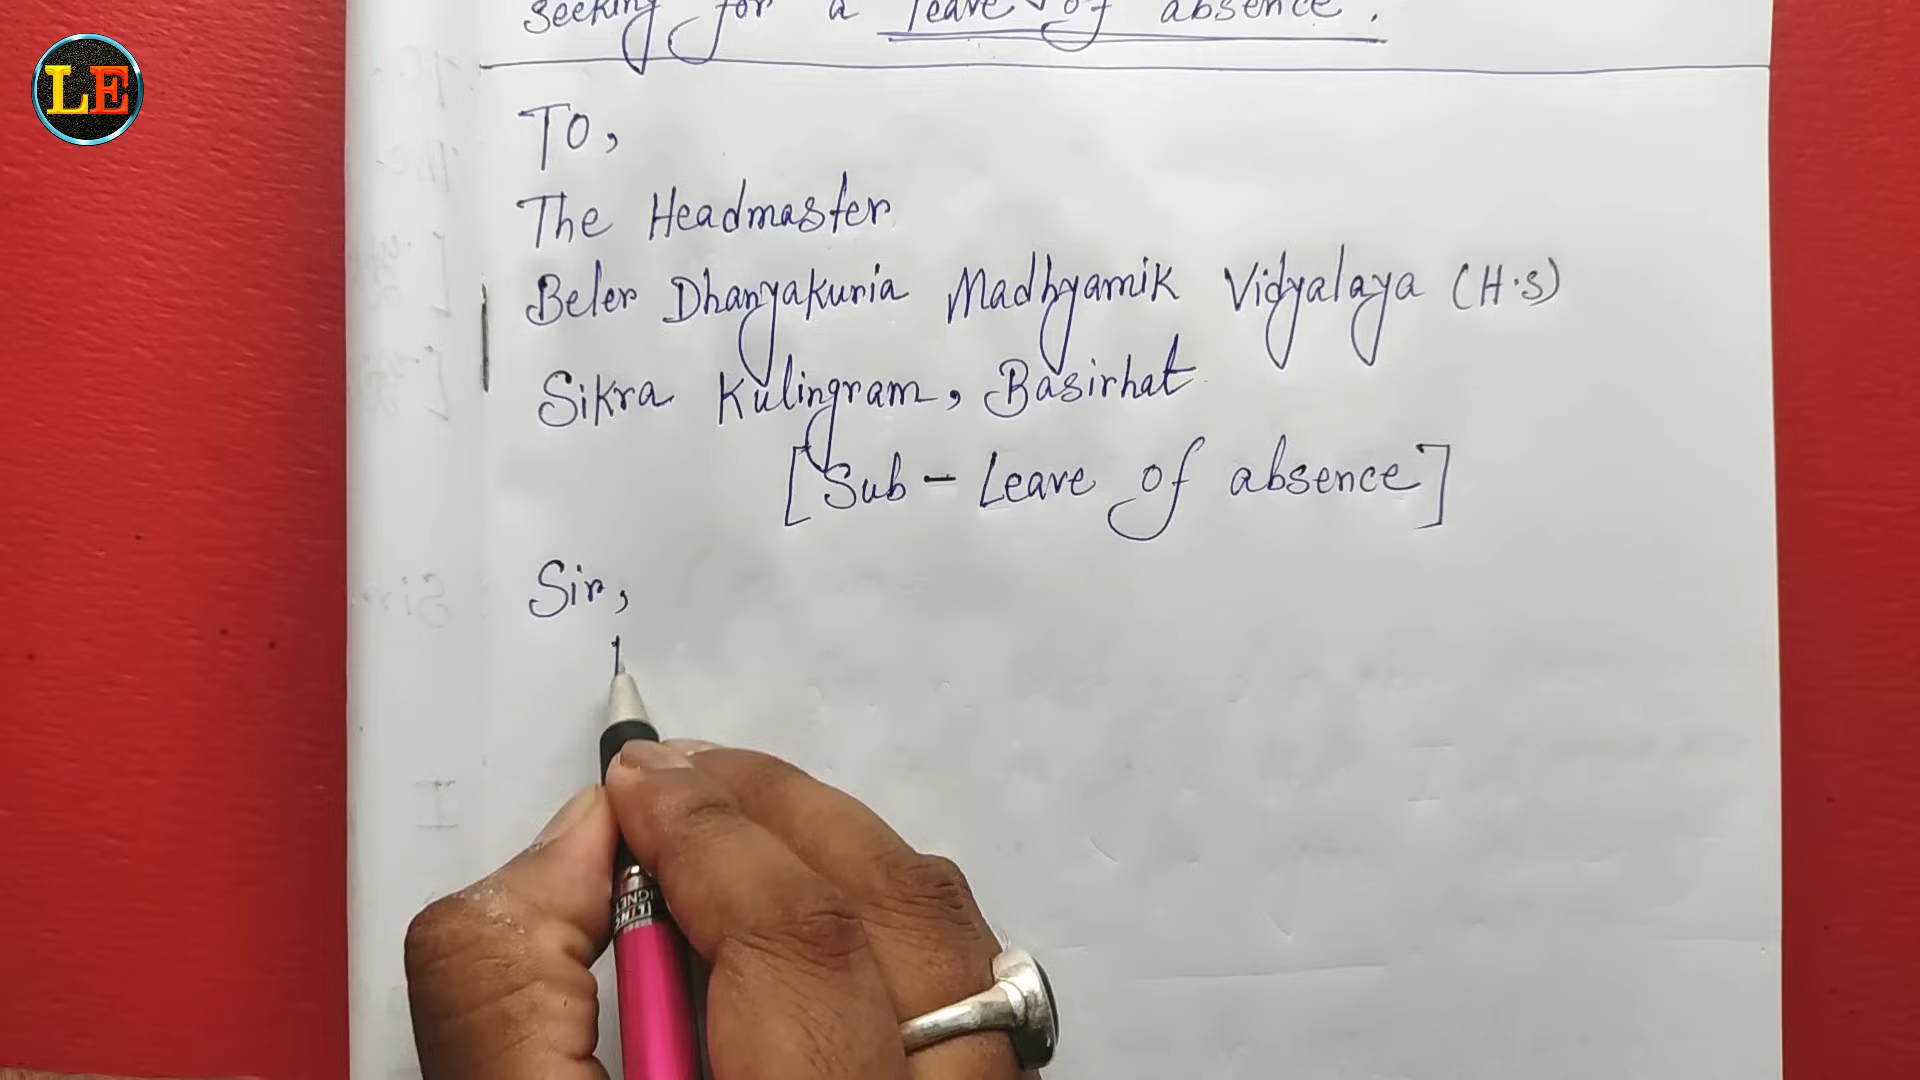 LE
seeking for a leave of absence.
TO,
The Headmaster
Beler Dhanyakuria Madhyamik Vidyalaya (H.S)
Sikra Kulingram, Basirhat
[Sub - Leave of absence]
Sir,
LINC